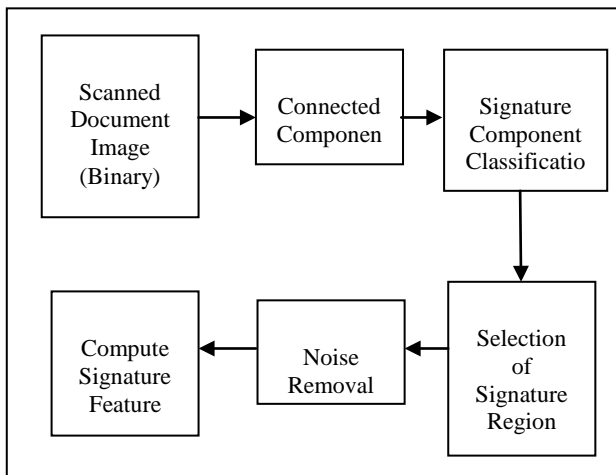 Scanned
Document
Image
(Binary)
Connected
Componen
Signature
Component
Classificatio
Selection
of
Signature
Region
Noise
Removal
Compute
Signature
Feature